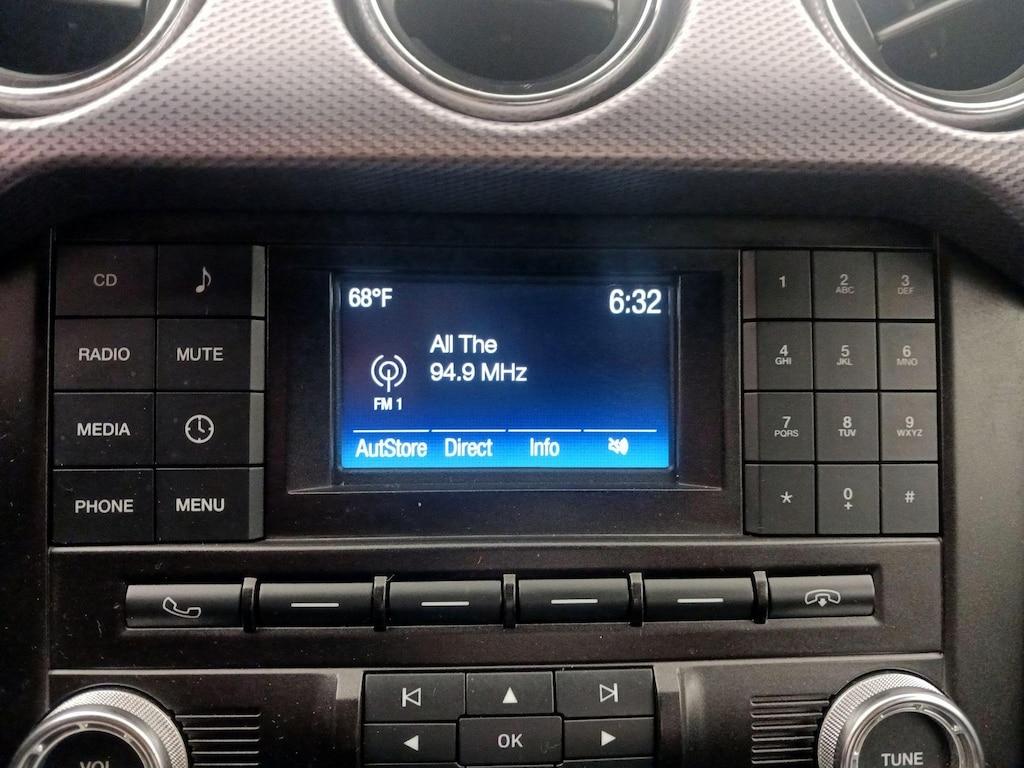 CD
RADIO MUTE
MEDIA
PHONE MENU
68°F 6:32
All The
94.9 MHz
FM 1
AutStore Direct Info
1 2 ABC 3 DEF
4 GHI 5 JKL 6 MNO
7 PQRS 8 TUV 9 WXYZ
* 0 + #
OK
VOL TUNE